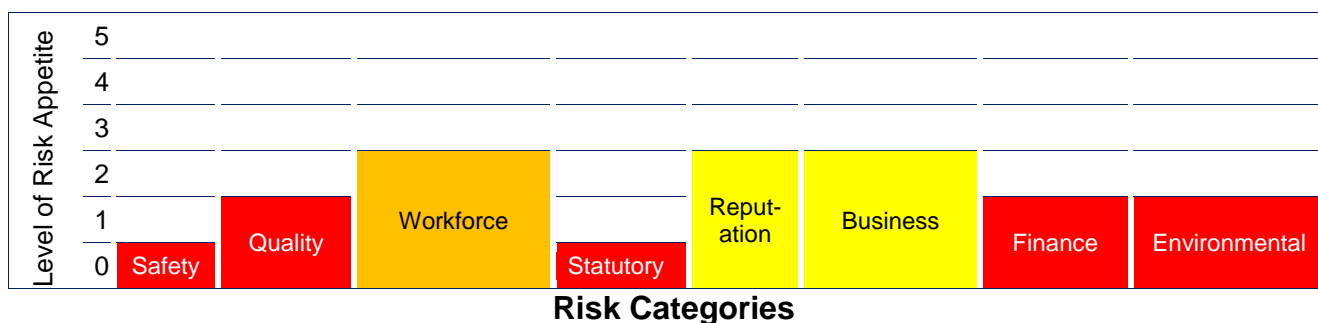 Level of Risk Appetite
5
4
3
2
1
0
Safety
Quality
Workforce
Statutory
Reput-
ation
Business
Finance
Environmental
Risk Categories